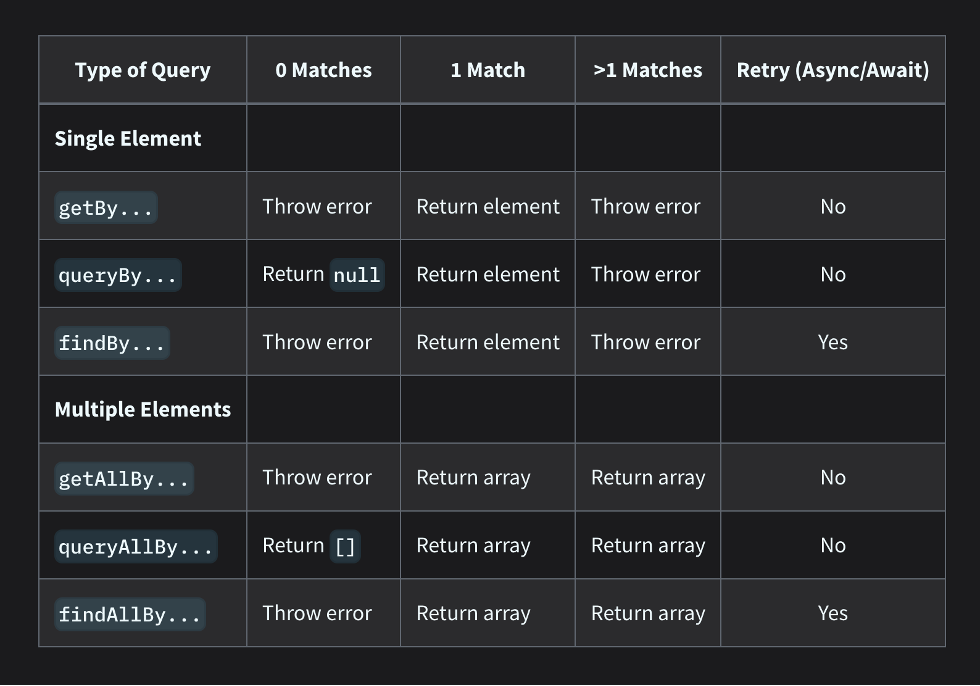 Type of Query 0 Matches 1 Match >1 Matches Retry (Async/Await)
Single Element
getBy... Throw error Return element Throw error No
queryBy... Return null Return element Throw error No
findBy... Throw error Return element Throw error Yes
Multiple Elements
getAllBy... Throw error Return array Return array No
queryAllBy... Return [] Return array Return array No
findAllBy... Throw error Return array Return array Yes